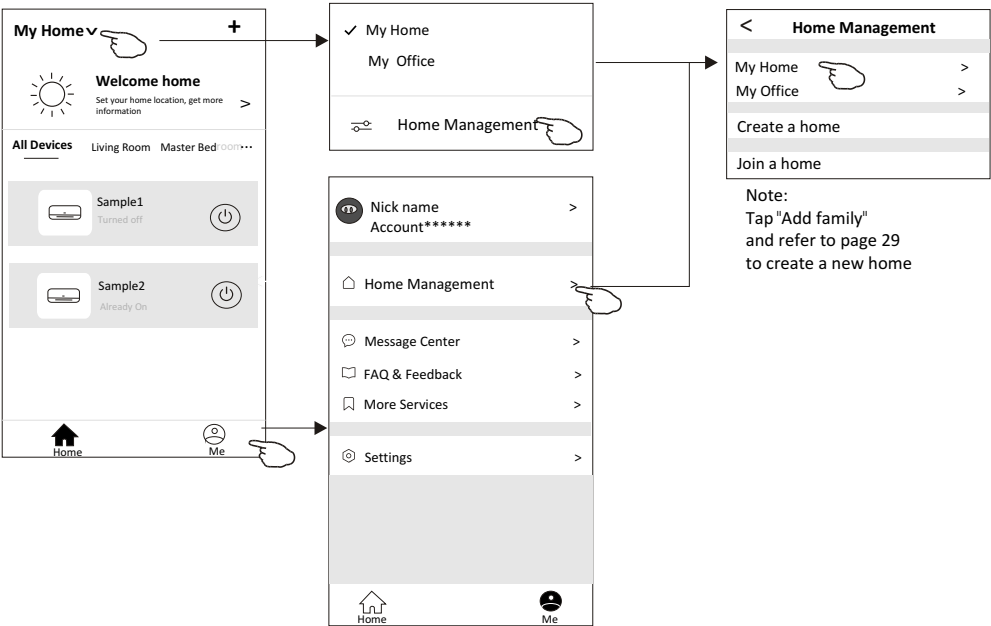 My Home
+
Welcome home
Set your home location, get more
information
>
All Devices Living Room Master Bedroom ...
Sample1
Turned off
Sample2
Already On
Home
Me
✓ My Home
My Office
Home Management
Nick name >
Account******
Home Management >
Message Center >
FAQ & Feedback >
More Services >
Settings >
Home
Me
< Home Management
My Home >
My Office >
Create a home
Join a home
Note:
Tap "Add family"
and refer to page 29
to create a new home